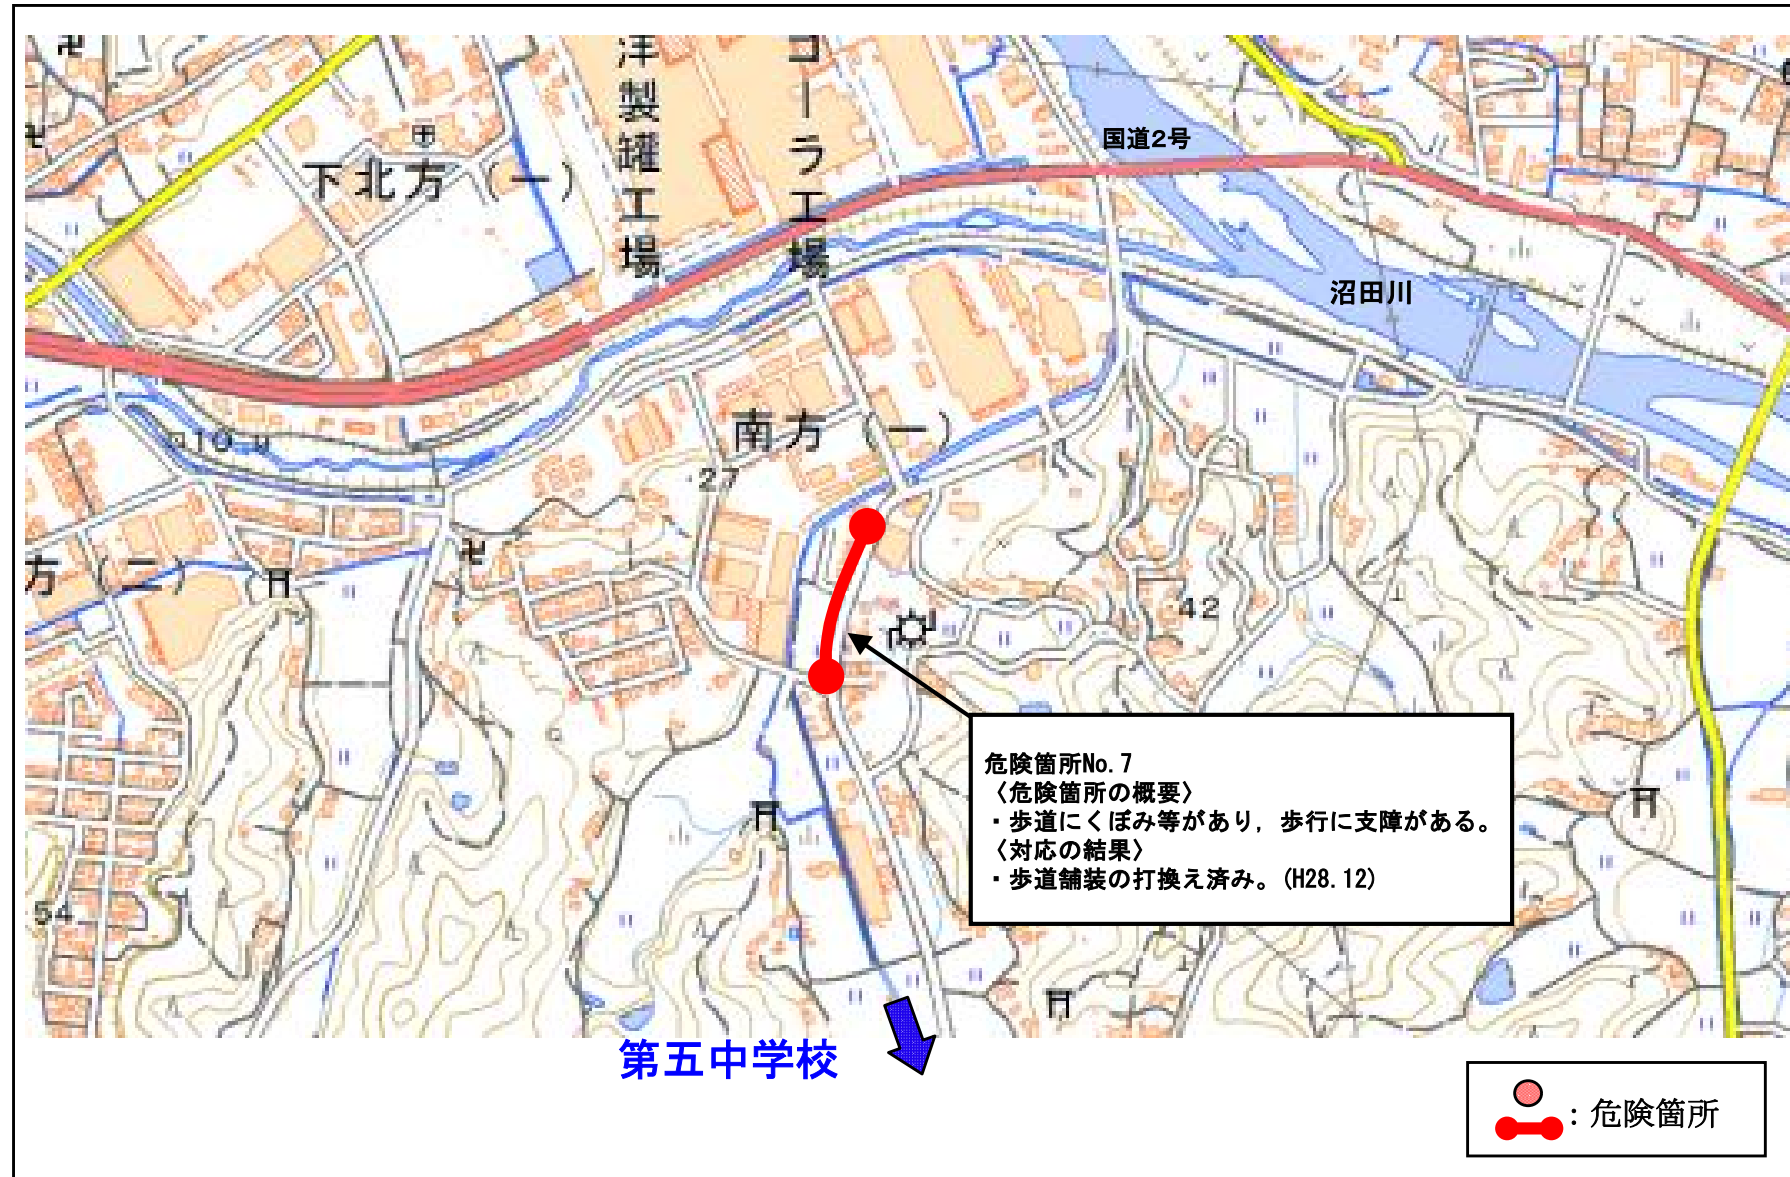 津製罐工場
コーラ工場
国道2号
下北方(一)
沼田川
南方(一)
27
方(二)
42
54
危険箇所No.7
〈危険箇所の概要〉
・歩道にくぼみ等があり，歩行に支障がある。
〈対応の結果〉
・歩道舗装の打換え済み。(H28.12)
第五中学校
：危険箇所